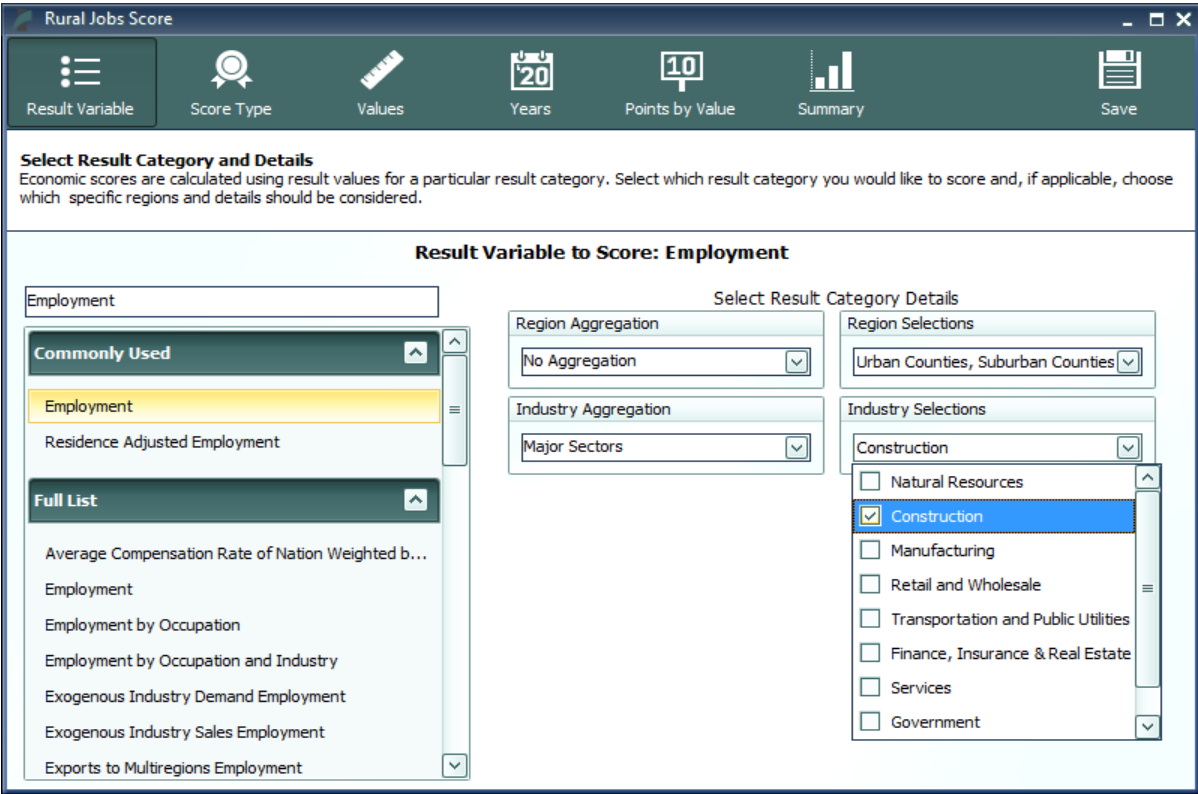 Rural Jobs Score
Result Variable
Score Type
Values
'20
Years
10
Points by Value
Summary
Save
Select Result Category and Details
Economic scores are calculated using result values for a particular result category. Select which result category you would like to score and, if applicable, choose
which specific regions and details should be considered.
Result Variable to Score: Employment
Employment
Commonly Used
Employment
Residence Adjusted Employment
Full List
Average Compensation Rate of Nation Weighted b...
Employment
Employment by Occupation
Employment by Occupation and Industry
Exogenous Industry Demand Employment
Exogenous Industry Sales Employment
Exports to Multiregions Employment
Select Result Category Details
Region Aggregation
No Aggregation
Region Selections
Urban Counties, Suburban Counties
Industry Aggregation
Major Sectors
Industry Selections
Construction
Natural Resources
Construction
Manufacturing
Retail and Wholesale
Transportation and Public Utilities
Finance, Insurance & Real Estate
Services
Government